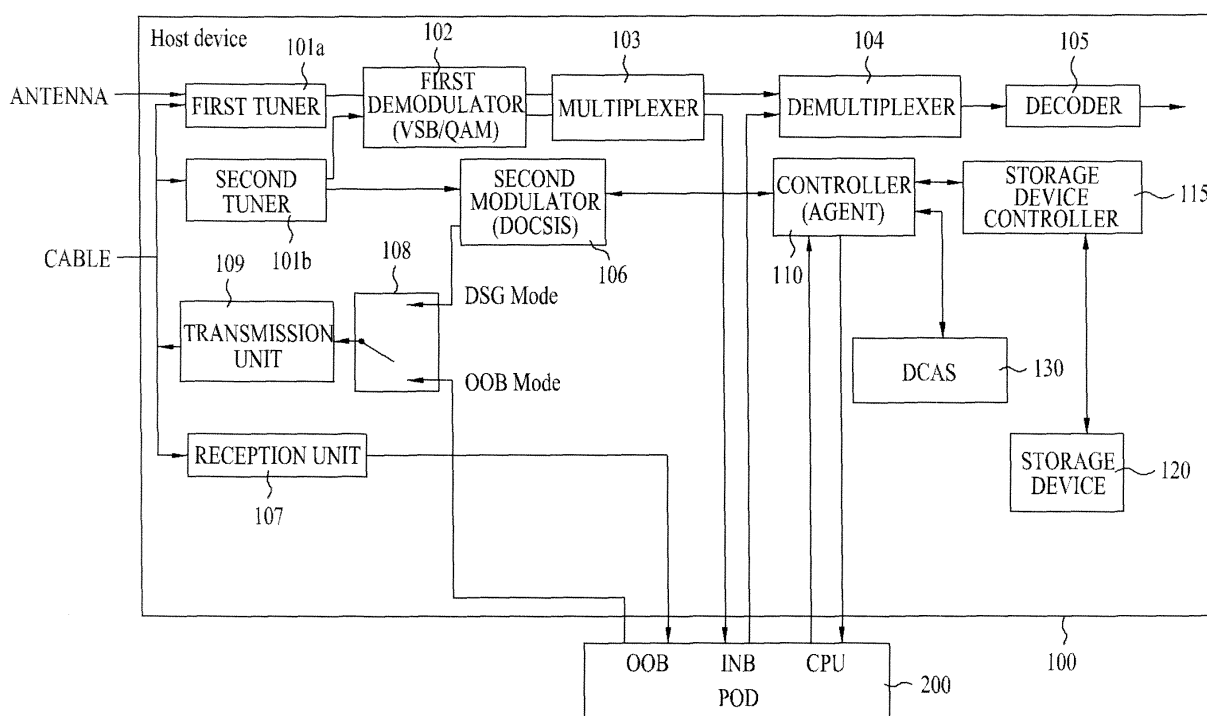 Host device
101a
102
103
104
105
ANTENNA
FIRST TUNER
FIRST
DEMODULATOR
(VSB/QAM)
MULTIPLEXER
DEMULTIPLEXER
DECODER
SECOND
TUNER
101b
SECOND
MODULATOR
(DOCSIS)
106
CONTROLLER
(AGENT)
110
STORAGE
DEVICE
CONTROLLER
115
CABLE
109
TRANSMISSION
UNIT
108
DSG Mode
OOB Mode
DCAS
130
RECEPTION UNIT
107
STORAGE
DEVICE
120
100
OOB
INB
CPU
POD
200